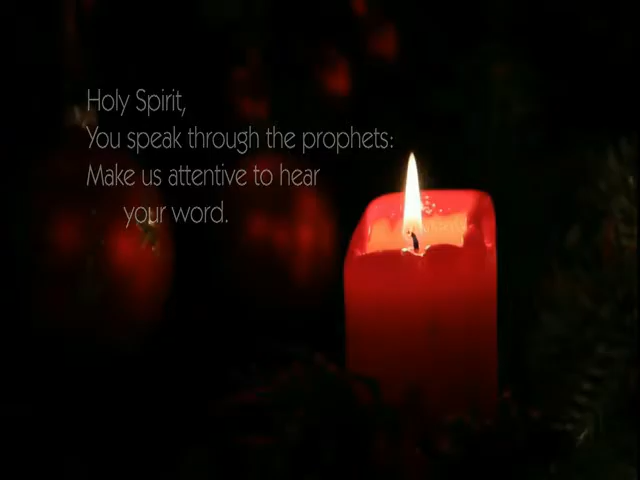 Holy Spirit,
You speak through the prophets:
Make us attentive to hear
your word.